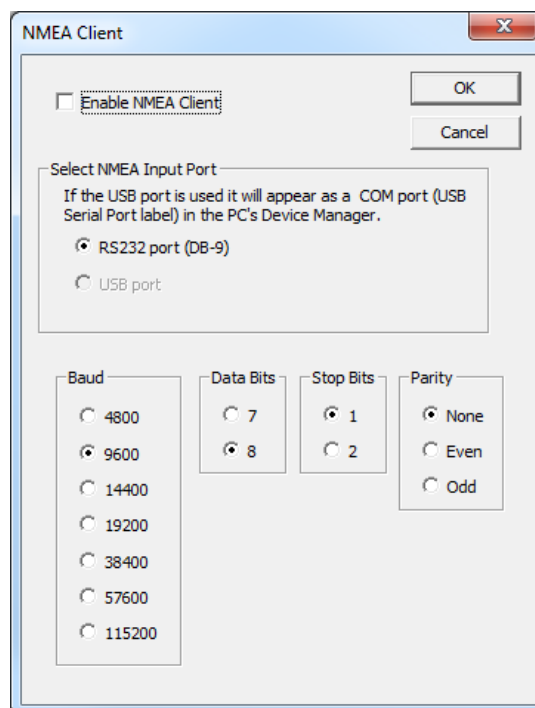 NMEA Client
Enable NMEA Client
OK
Cancel
Select NMEA Input Port
If the USB port is used it will appear as a COM port (USB
Serial Port label) in the PC's Device Manager.
RS232 port (DB-9)
USB port
Baud
4800
9600
14400
19200
38400
57600
115200
Data Bits
7
8
Stop Bits
1
2
Parity
None
Even
Odd